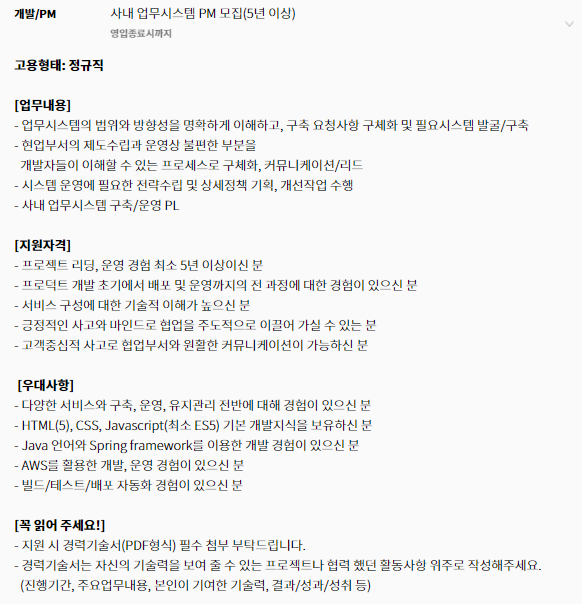 개발/PM 사내 업무시스템 PM 모집(5년 이상)
영입종료시까지
고용형태: 정규직
[업무내용]
- 업무시스템의 범위와 방향성을 명확하게 이해하고, 구축 요청사항 구체화 및 필요시스템 발굴/구축
- 현업부서의 제도수립과 운영상 불편한 부분을
개발자들이 이해할 수 있는 프로세스로 구체화, 커뮤니케이션/리드
- 시스템 운영에 필요한 전략수립 및 상세정책 기획, 개선작업 수행
- 사내 업무시스템 구축/운영 PL
[지원자격]
- 프로젝트 리딩, 운영 경험 최소 5년 이상이신 분
- 프로덕트 개발 초기에서 배포 및 운영까지의 전 과정에 대한 경험이 있으신 분
- 서비스 구성에 대한 기술적 이해가 높으신 분
- 긍정적인 사고와 마인드로 협업을 주도적으로 이끌어 가실 수 있는 분
- 고객중심적 사고로 협업부서와 원활한 커뮤니케이션이 가능하신 분
[우대사항]
- 다양한 서비스와 구축, 운영, 유지관리 전반에 대해 경험이 있으신 분
- HTML(5), CSS, Javascript(최소 ES5) 기본 개발지식을 보유하신 분
- Java 언어와 Spring framework를 이용한 개발 경험이 있으신 분
- AWS를 활용한 개발, 운영 경험이 있으신 분
- 빌드/테스트/배포 자동화 경험이 있으신 분
[꼭 읽어 주세요!]
- 지원 시 경력기술서(PDF형식) 필수 첨부 부탁드립니다.
- 경력기술서는 자신의 기술력을 보여 줄 수 있는 프로젝트나 협력 했던 활동사항 위주로 작성해주세요.
(진행기간, 주요업무내용, 본인이 기여한 기술력, 결과/성과/성취 등)